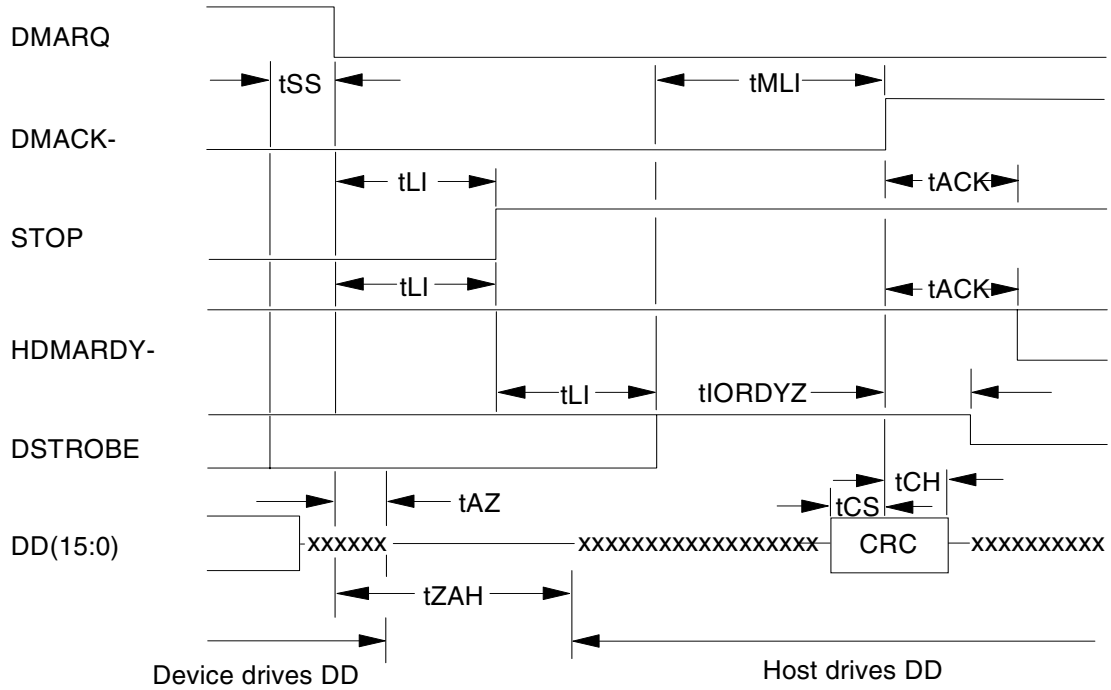 DMARQ
tSS
tMLI
DMACK-
tLI
tACK
STOP
tLI
tACK
HDMARDY-
tLI
tIORDYZ
DSTROBE
tCH
tAZ
tCS
DD(15:0)
xxxxxx
xxxxxxxxxxxxxxxxxx
CRC
xxxxxxxxxx
tZAH
Device drives DD
Host drives DD